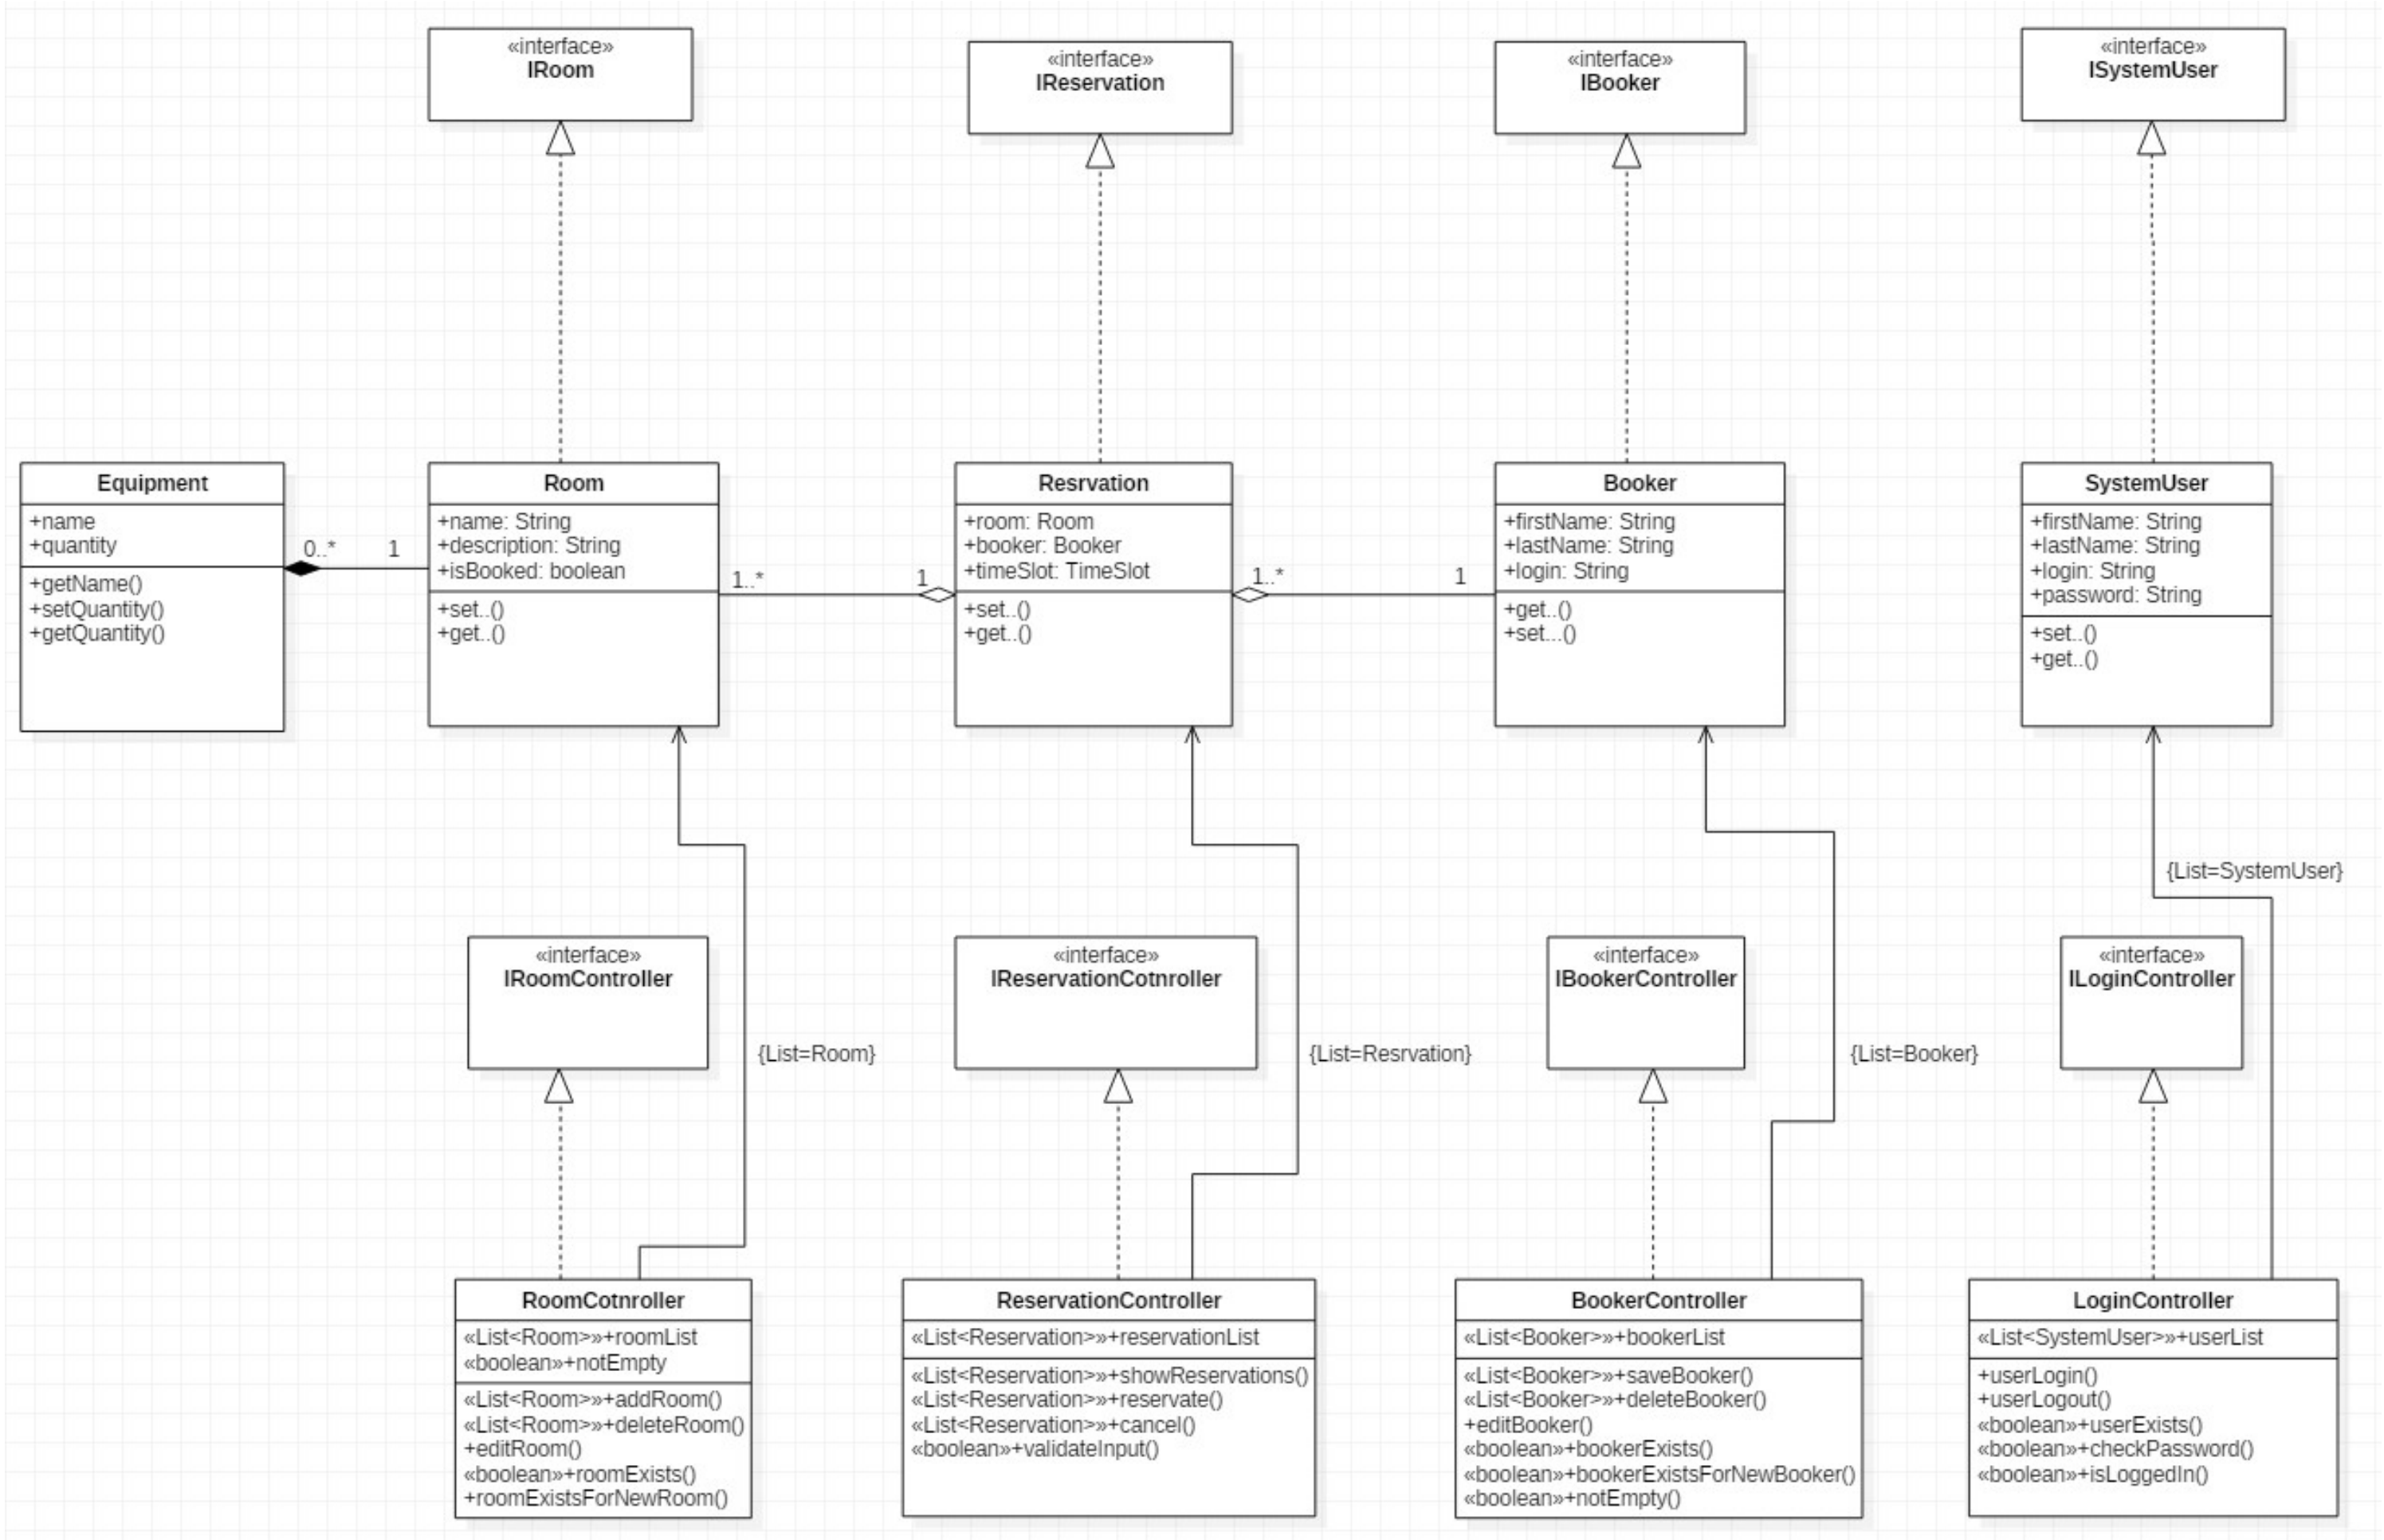 «interface»
IRoom
«interface»
IReservation
«interface»
IBooker
«interface»
ISystemUser
Equipment
+name
+quantity
+getName()
+setQuantity()
+getQuantity()
0..*
1
Room
+name: String
+description: String
+isBooked: boolean
+set..()
+get..()
1..*
1
Resrvation
+room: Room
+booker: Booker
+timeSlot: TimeSlot
+set..()
+get..()
1..*
1
Booker
+firstName: String
+lastName: String
+login: String
+get..()
+set...()
SystemUser
+firstName: String
+lastName: String
+login: String
+password: String
+set..()
+get..()
{List=SystemUser}
«interface»
IRoomController
«interface»
IReservationCotnroller
«interface»
IBookerController
«interface»
ILoginController
{List=Room}
{List=Resrvation}
{List=Booker}
RoomCotnroller
«List<Room>»+roomList
«boolean»+notEmpty
«List<Room>»+addRoom()
«List<Room>»+deleteRoom()
+editRoom()
«boolean»+roomExists()
+roomExistsForNewRoom()
ReservationController
«List<Reservation>»+reservationList
«List<Reservation>»+showReservations()
«List<Reservation>»+reservate()
«List<Reservation>»+cancel()
«boolean»+validateInput()
BookerController
«List<Booker>»+bookerList
«List<Booker>»+saveBooker()
«List<Booker>»+deleteBooker()
+editBooker()
«boolean»+bookerExists()
«boolean»+bookerExistsForNewBooker()
«boolean»+notEmpty()
LoginController
«List<SystemUser>»+userList
+userLogin()
+userLogout()
«boolean»+userExists()
«boolean»+checkPassword()
«boolean»+isLoggedIn()